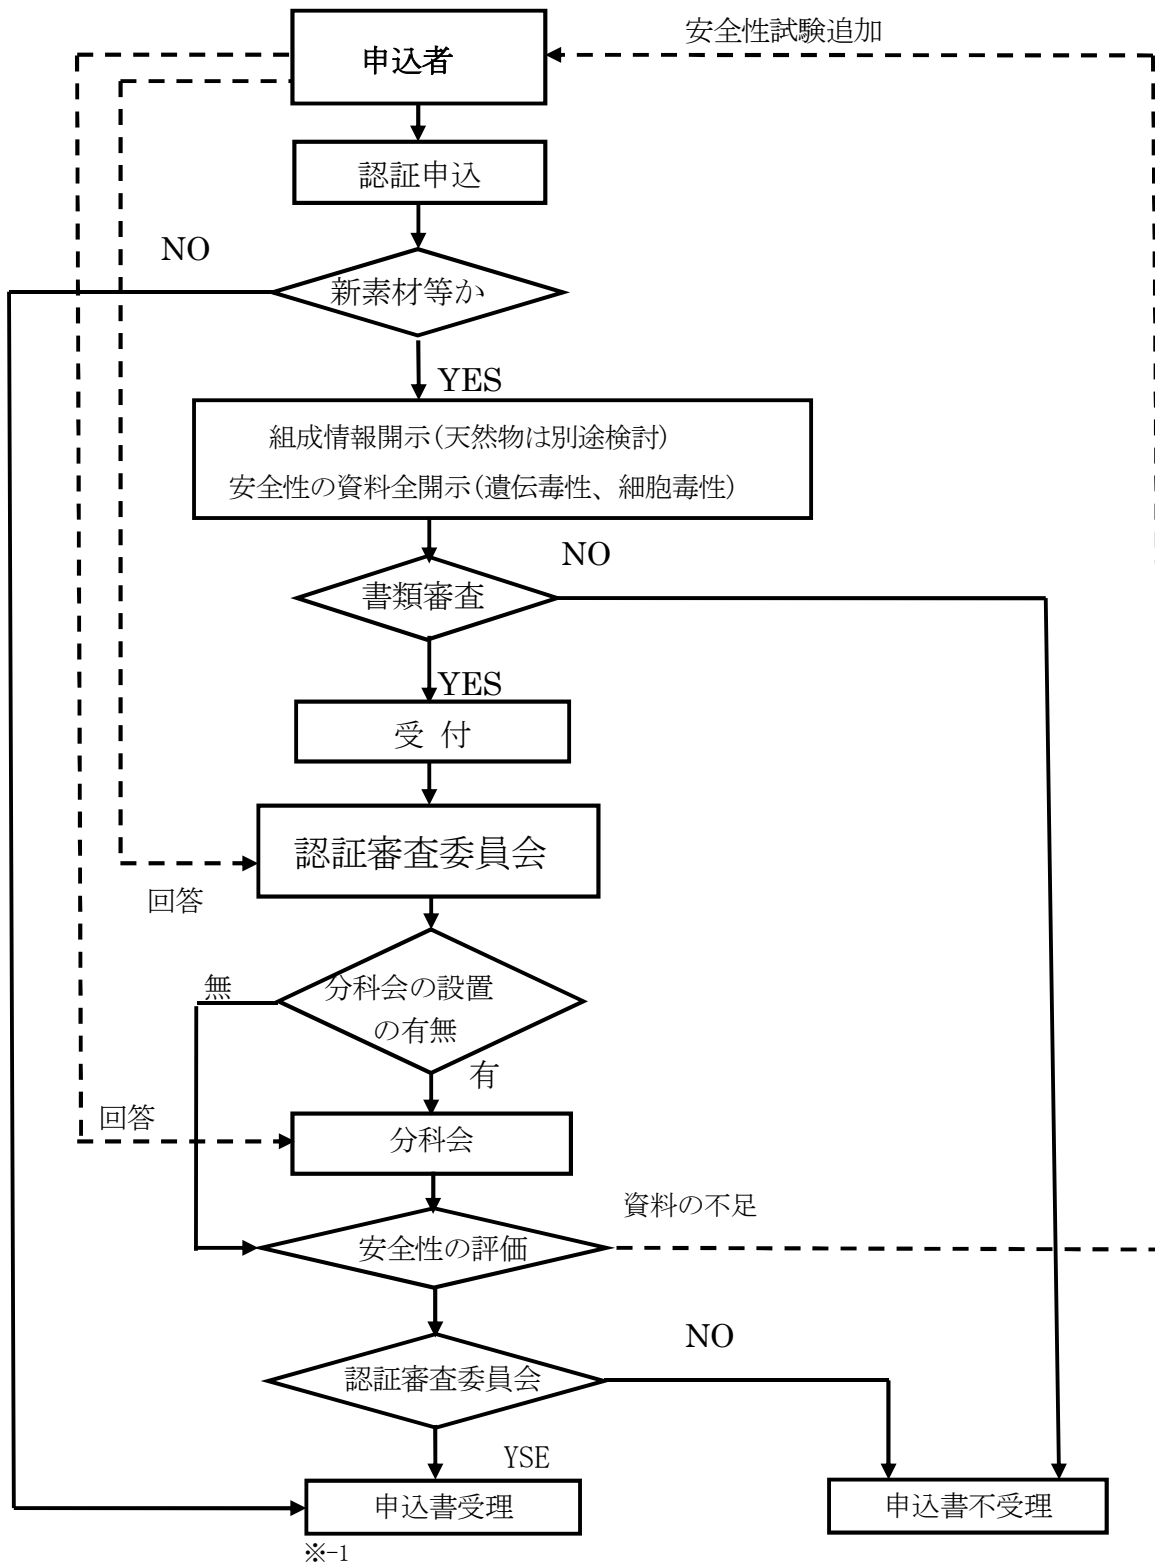 安全性試験追加
申込者
認証申込
NO
新素材等か
YES
組成情報開示(天然物は別途検討)
安全性の資料全開示(遺伝毒性、細胞毒性)
NO
書類審査
YES
受 付
認証審査委員会
回答
無
分科会の設置
の有無
有
回答
分科会
資料の不足
安全性の評価
NO
認証審査委員会
YSE
申込書受理
申込書不受理
※-1